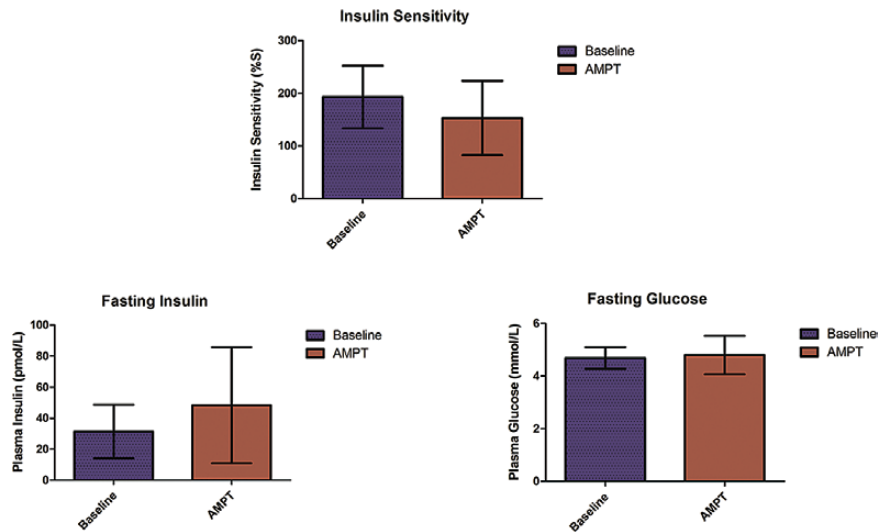 Insulin Sensitivity
Insulin Sensitivity (%S)
300
200
100
0
Baseline
AMPT
Baseline
AMPT
Fasting Insulin
Plasma Insulin (pmol/L)
100
80
60
40
20
0
Baseline
AMPT
Baseline
AMPT
Fasting Glucose
Plasma Glucose (mmol/L)
6
4
2
0
Baseline
AMPT
Baseline
AMPT